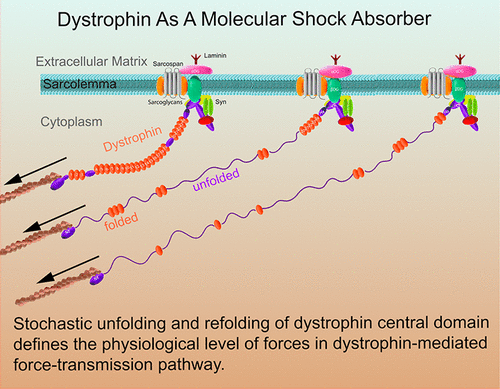 Dystrophin As A Molecular Shock Absorber
Extracellular Matrix
Sarcospan
Laminin
Sarcolemma
Sarcoglycans
Syn
Cytoplasm
Dystrophin
unfolded
folded
Stochastic unfolding and refolding of dystrophin central domain
defines the physiological level of forces in dystrophin-mediated
force-transmission pathway.